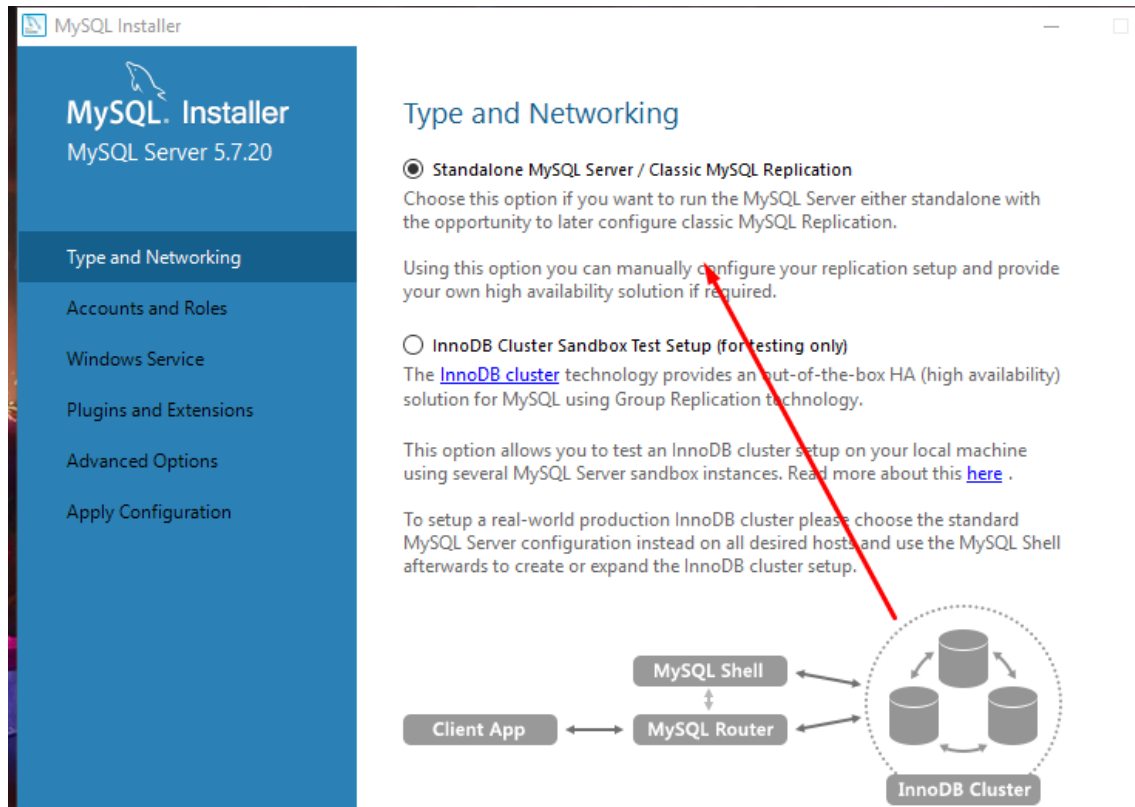 MySQL Installer
MySQL. Installer
MySQL Server 5.7.20
Type and Networking
Accounts and Roles
Windows Service
Plugins and Extensions
Advanced Options
Apply Configuration
Type and Networking
Standalone MySQL Server / Classic MySQL Replication
Choose this option if you want to run the MySQL Server either standalone with
the opportunity to later configure classic MySQL Replication.
Using this option you can manually configure your replication setup and provide
your own high availability solution if required.
InnoDB Cluster Sandbox Test Setup (for testing only)
The InnoDB cluster technology provides an out-of-the-box HA (high availability)
solution for MySQL using Group Replication technology.
This option allows you to test an InnoDB cluster setup on your local machine
using several MySQL Server sandbox instances. Read more about this here .
To setup a real-world production InnoDB cluster please choose the standard
MySQL Server configuration instead on all desired hosts and use the MySQL Shell
afterwards to create or expand the InnoDB cluster setup.
MySQL Shell
Client App
MySQL Router
InnoDB Cluster